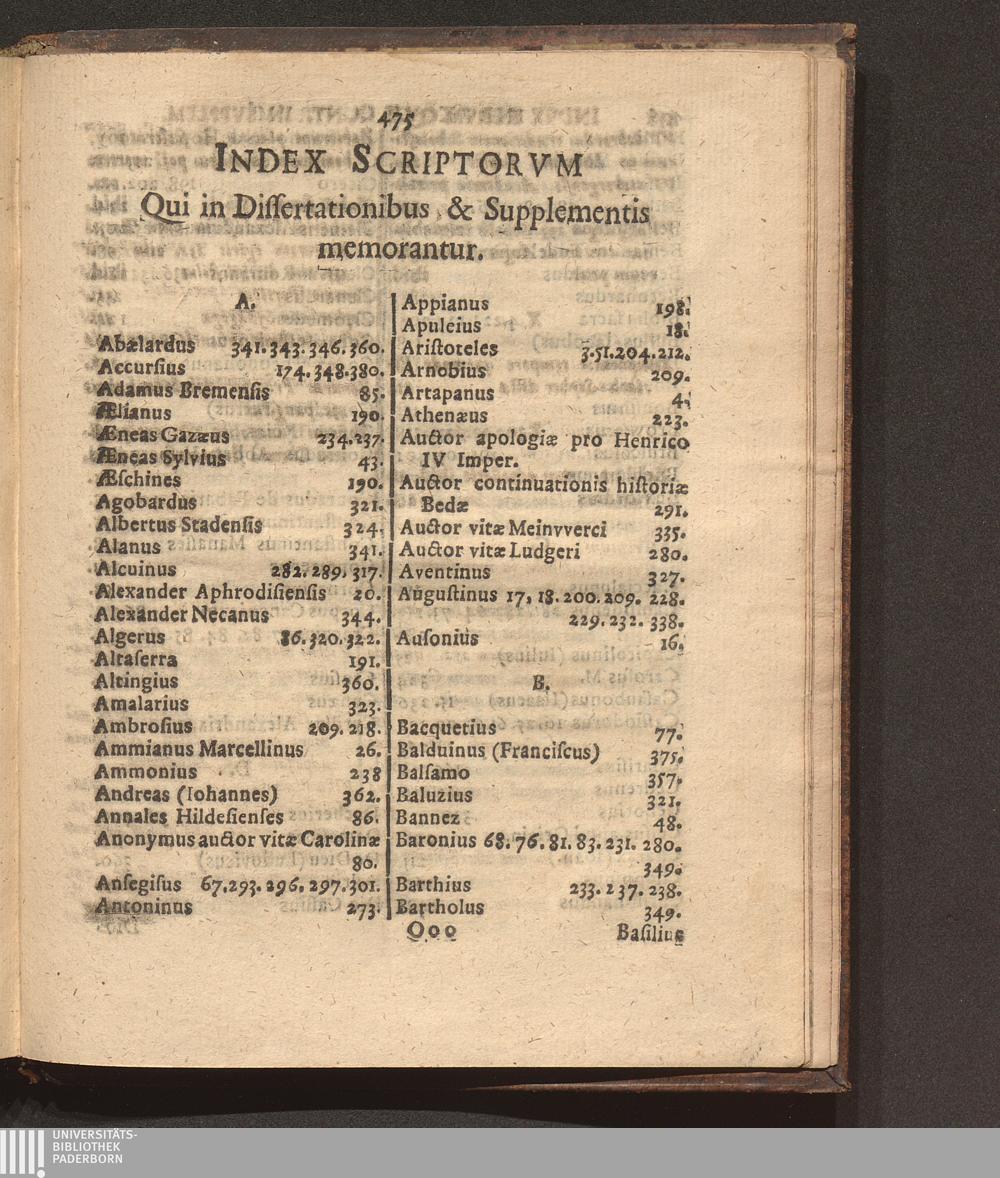 475
INDEX SCRIPTORVM
Qui in Diſſertationibus, & Supplementis
memorantur.
A.
Abælardus 341. 343. 346. 360.
Accurſius 174. 348. 380.
Adamus Bremenſis 85.
Ælianus 190.
Æneas Gazæus 234. 237.
Æneas Sylvius 43.
Æſchines 190.
Agobardus 321.
Albertus Stadenſis 324.
Alanus 341.
Alcuinus 282. 289. 317.
Alexander Aphrodiſienſis 20.
Alexander Necanus 344.
Algerus 86. 320. 322.
Altaſerra 191.
Altingius 360.
Amalarius 323.
Ambroſius 209. 218.
Ammianus Marcellinus 26.
Ammonius 238
Andreas (Iohannes) 362.
Annales Hildeſienſes 86.
Anonymus auctor vitæ Carolinæ
80.
Anſegiſus 67. 293. 296. 297. 301.
Antoninus 273.
Appianus 198.
Apuleius 18.
Ariſtoteles 3. 51. 204. 212.
Arnobius 209.
Artapanus 4.
Athenæus 223.
Auctor apologiæ pro Henrico
IV Imper.
Auctor continuationis hiſtoriæ
Bedæ 291.
Auctor vitæ Meinvverci 335.
Auctor vitæ Ludgeri 280.
Aventinus 327.
Auguſtinus 17, 18. 200. 209. 228.
229. 232. 338.
Auſonius 16.
B.
Bacquetius 77.
Balduinus (Franciſcus) 375.
Balſamo 357.
Baluzius 321.
Bannez 48.
Baronius 68. 76. 81. 83. 231. 280.
349.
Barthius 233. 237. 238.
Bartholus 349.
Ooo Baſilius
UNIVERSITÄTS-
BIBLIOTHEK
PADERBORN